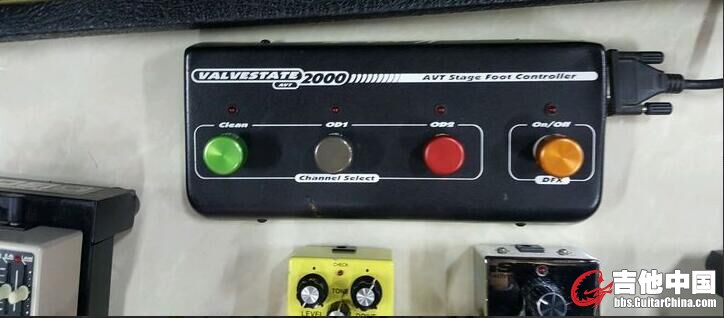 VALVESTATE 2000
AVT
AVT Stage Foot Controller
Clean
OD1
OD2
On/Off
Channel Select
DFX
CHECK
TONE
LEVEL
吉他中国
bbs.GuitarChina.com